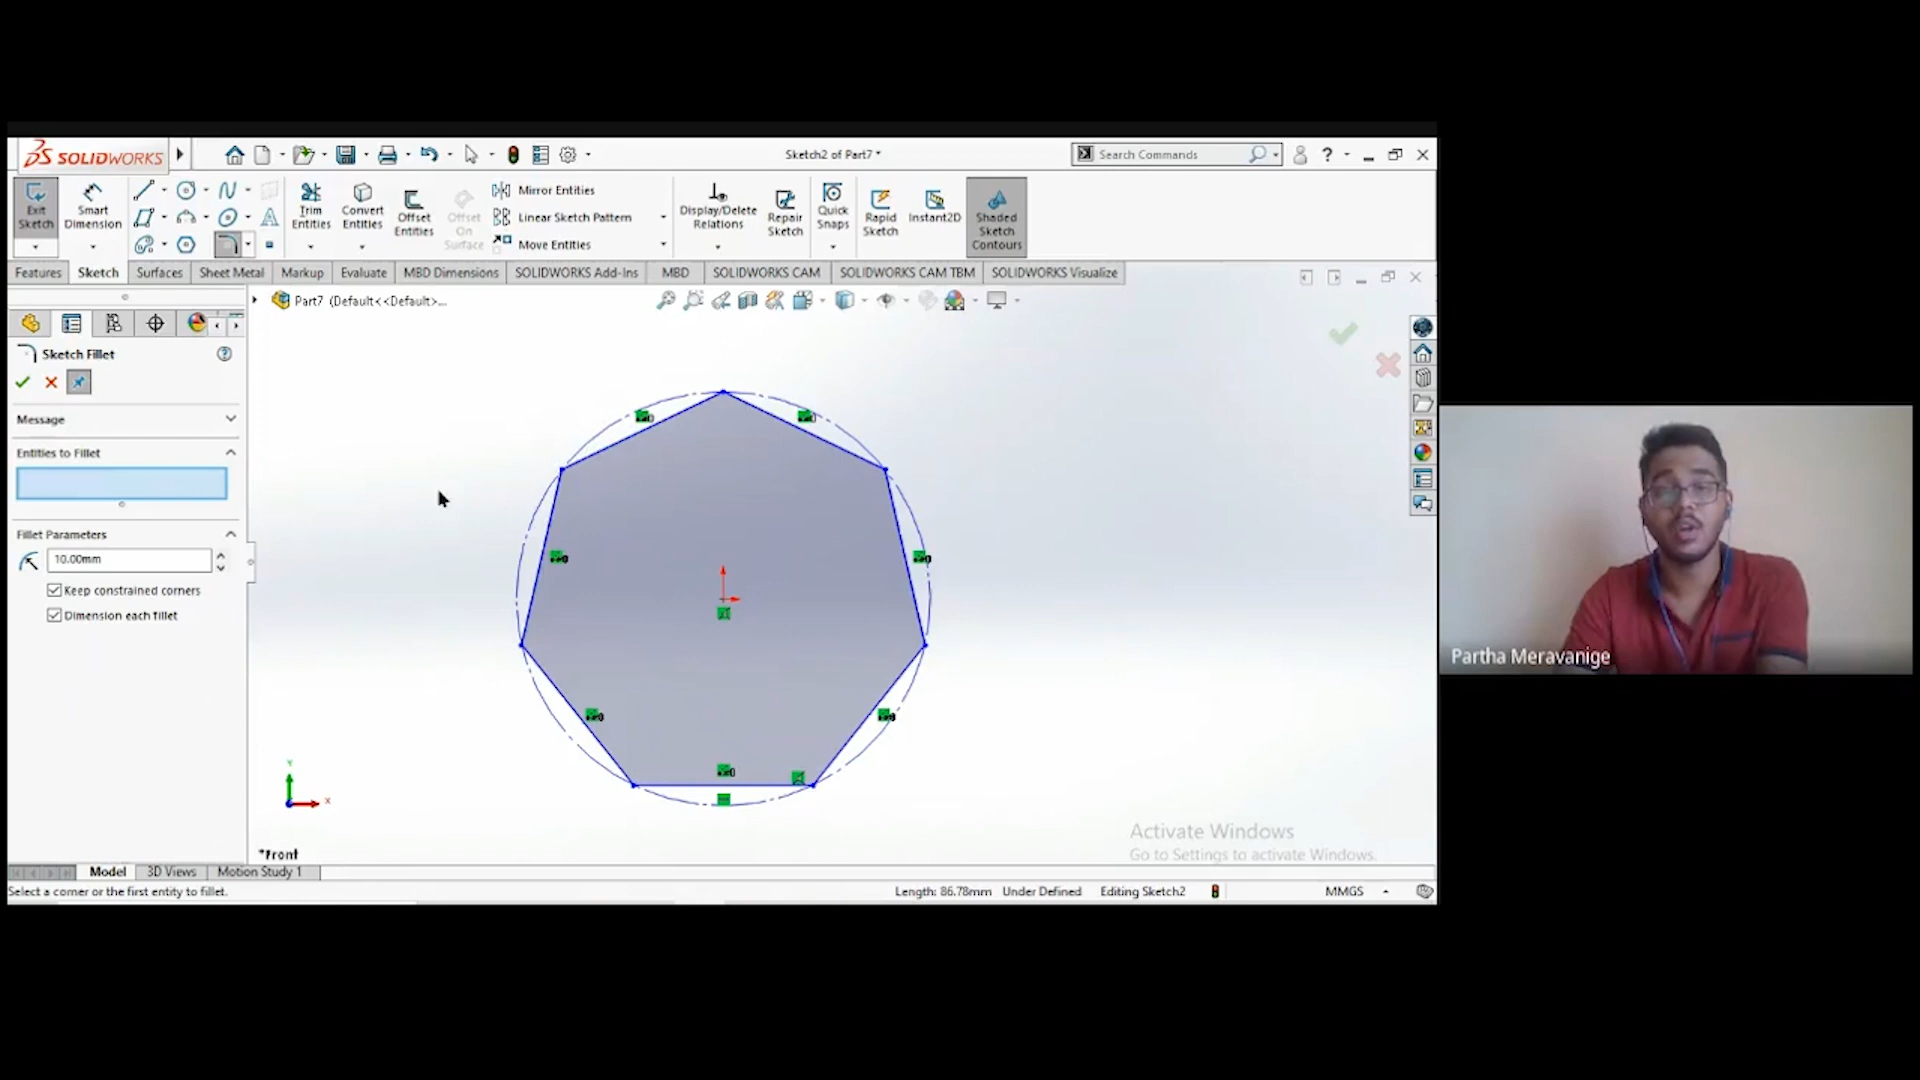 SOLIDWORKS
Sketch2 of Part7 *
Search Commands
?
Exit Sketch
Smart Dimension
Trim Entities
Convert Entities
Offset Entities
Offset On Surface
Mirror Entities
Linear Sketch Pattern
Move Entities
Display/Delete Relations
Repair Sketch
Quick Snaps
Rapid Sketch
Instant2D
Shaded Sketch Contours
Features
Sketch
Surfaces
Sheet Metal
Markup
Evaluate
MBD Dimensions
SOLIDWORKS Add-Ins
MBD
SOLIDWORKS CAM
SOLIDWORKS CAM TBM
SOLIDWORKS Visualize
Part7 (Default<<Default>...
Sketch Fillet
?
Message
Entities to Fillet
Fillet Parameters
10.00mm
Keep constrained corners
Dimension each fillet
Y
X
*Front
Activate Windows
Go to Settings to activate Windows.
Partha Meravanige
Model
3D Views
Motion Study 1
Select a corner or the first entity to fillet.
Length: 86.78mm
Under Defined
Editing Sketch2
MMGS